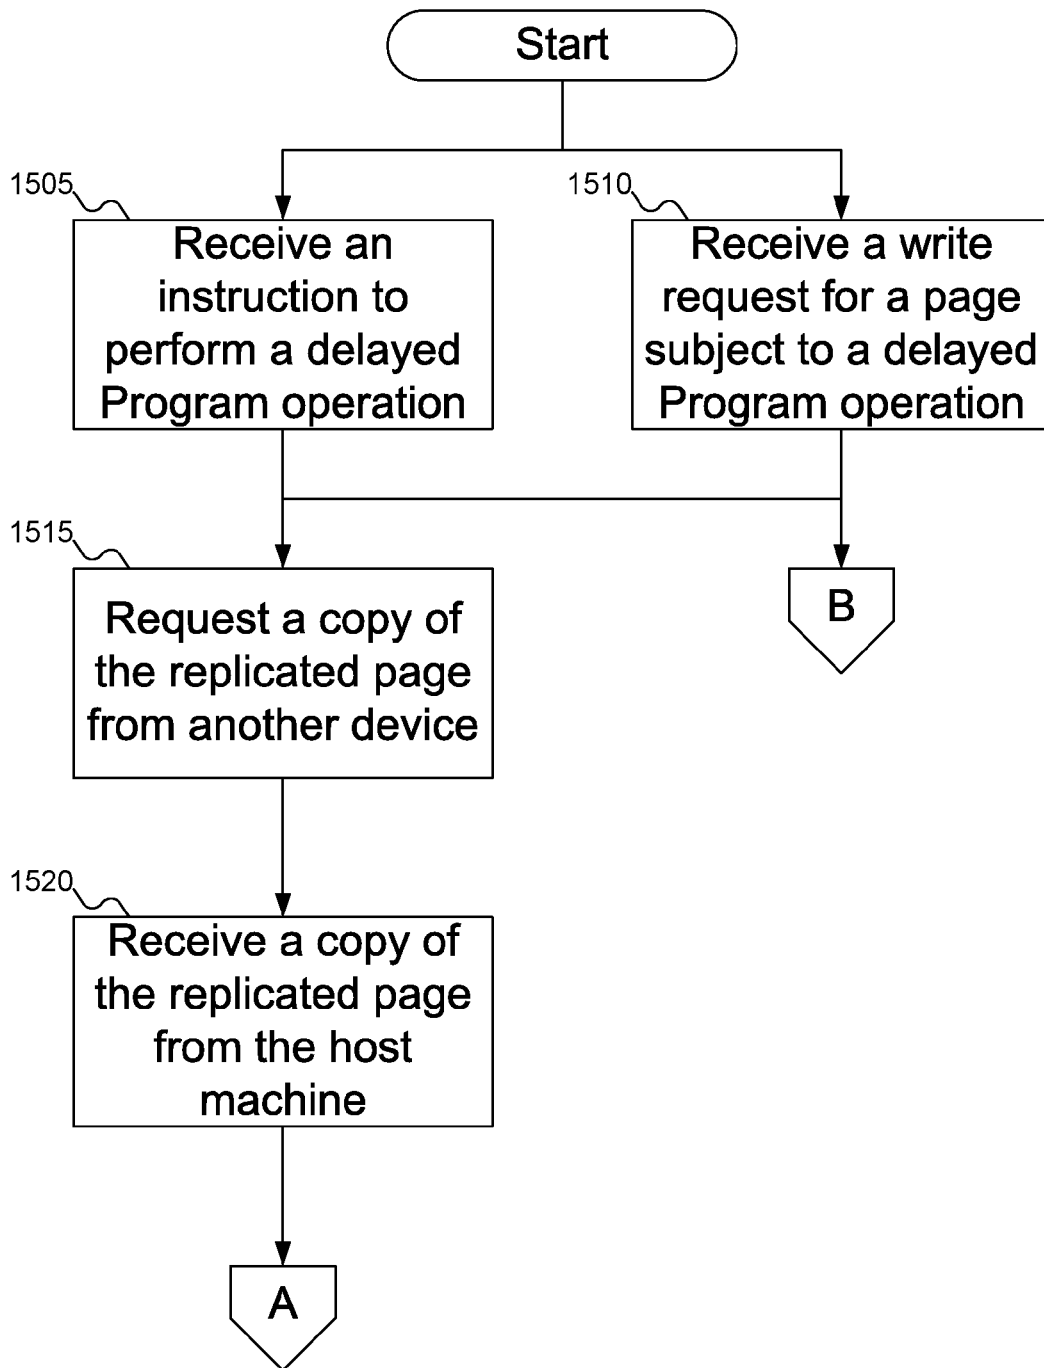 Start
1505
Receive an
instruction to
perform a delayed
Program operation
1510
Receive a write
request for a page
subject to a delayed
Program operation
1515
Request a copy of
the replicated page
from another device
B
1520
Receive a copy of
the replicated page
from the host
machine
A